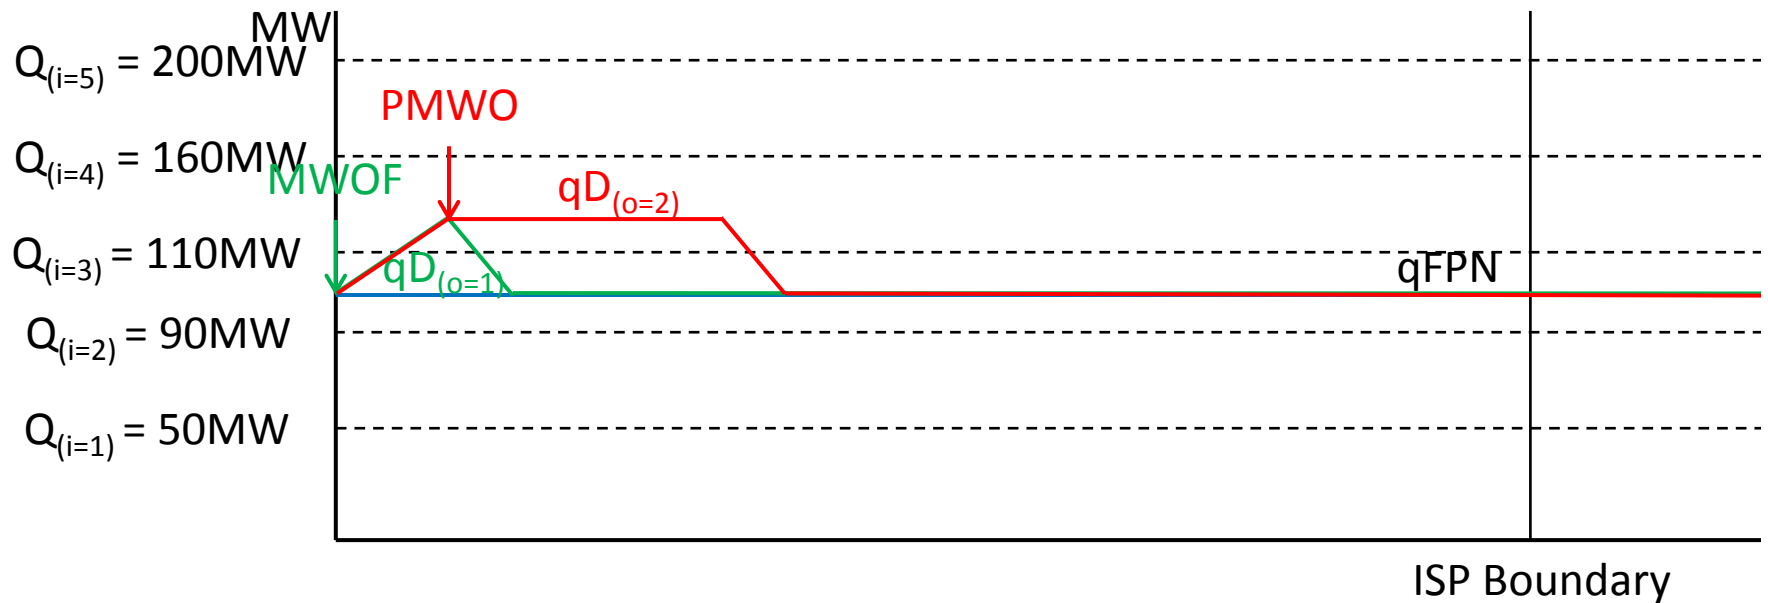 MW
Q(i=5) = 200MW
PMWO
Q(i=4) = 160MW
MWOF
qD(o=2)
Q(i=3) = 110MW
qD(o=1)
qFPN
Q(i=2) = 90MW
Q(i=1) = 50MW
ISP Boundary